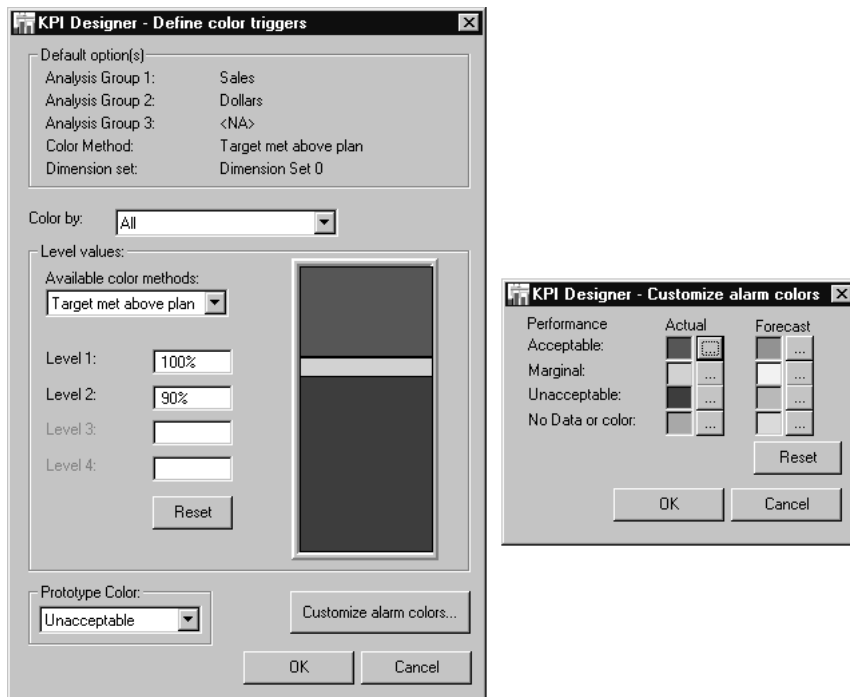 KPI Designer - Define color triggers
Default option(s)
Analysis Group 1: Sales
Analysis Group 2: Dollars
Analysis Group 3: <NA>
Color Method: Target met above plan
Dimension set: Dimension Set 0
Color by: All
Level values:
Available color methods:
Target met above plan
Level 1: 100%
Level 2: 90%
Level 3:
Level 4:
Reset
Prototype Color:
Unacceptable
Customize alarm colors...
OK Cancel
KPI Designer - Customize alarm colors
Performance Actual Forecast
Acceptable: ... ...
Marginal: ... ...
Unacceptable: ... ...
No Data or color: ... ...
Reset
OK Cancel